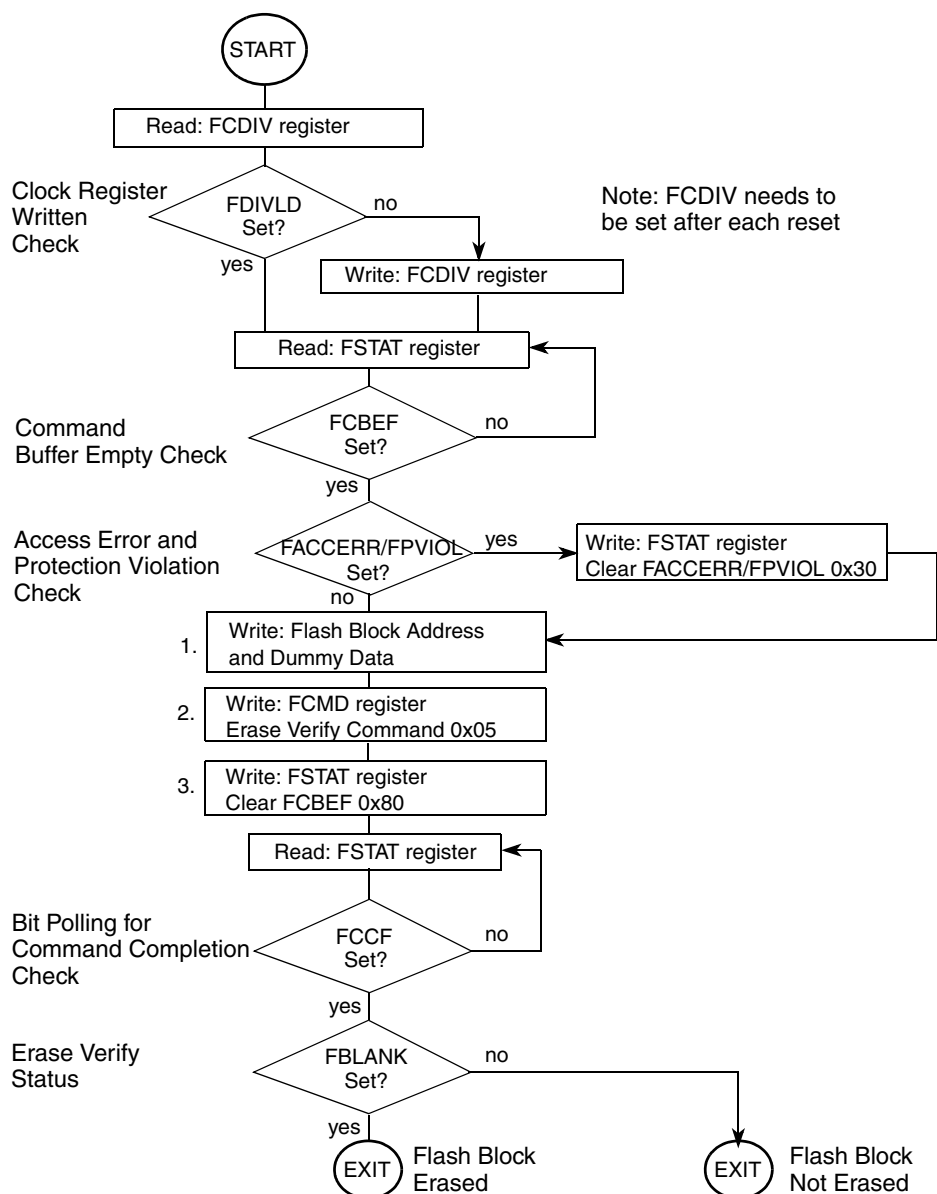 START
Read: FCDIV register
Clock Register
Written
Check
FDIVLD
Set?
no
yes
Note: FCDIV needs to
be set after each reset
Write: FCDIV register
Read: FSTAT register
Command
Buffer Empty Check
FCBEF
Set?
no
yes
Access Error and
Protection Violation
Check
FACCERR/FPVIOL
Set?
yes
no
Write: FSTAT register
Clear FACCERR/FPVIOL 0x30
1.
Write: Flash Block Address
and Dummy Data
2.
Write: FCMD register
Erase Verify Command 0x05
3.
Write: FSTAT register
Clear FCBEF 0x80
Read: FSTAT register
Bit Polling for
Command Completion
Check
FCCF
Set?
no
yes
Erase Verify
Status
FBLANK
Set?
no
yes
EXIT
Flash Block
Erased
EXIT
Flash Block
Not Erased